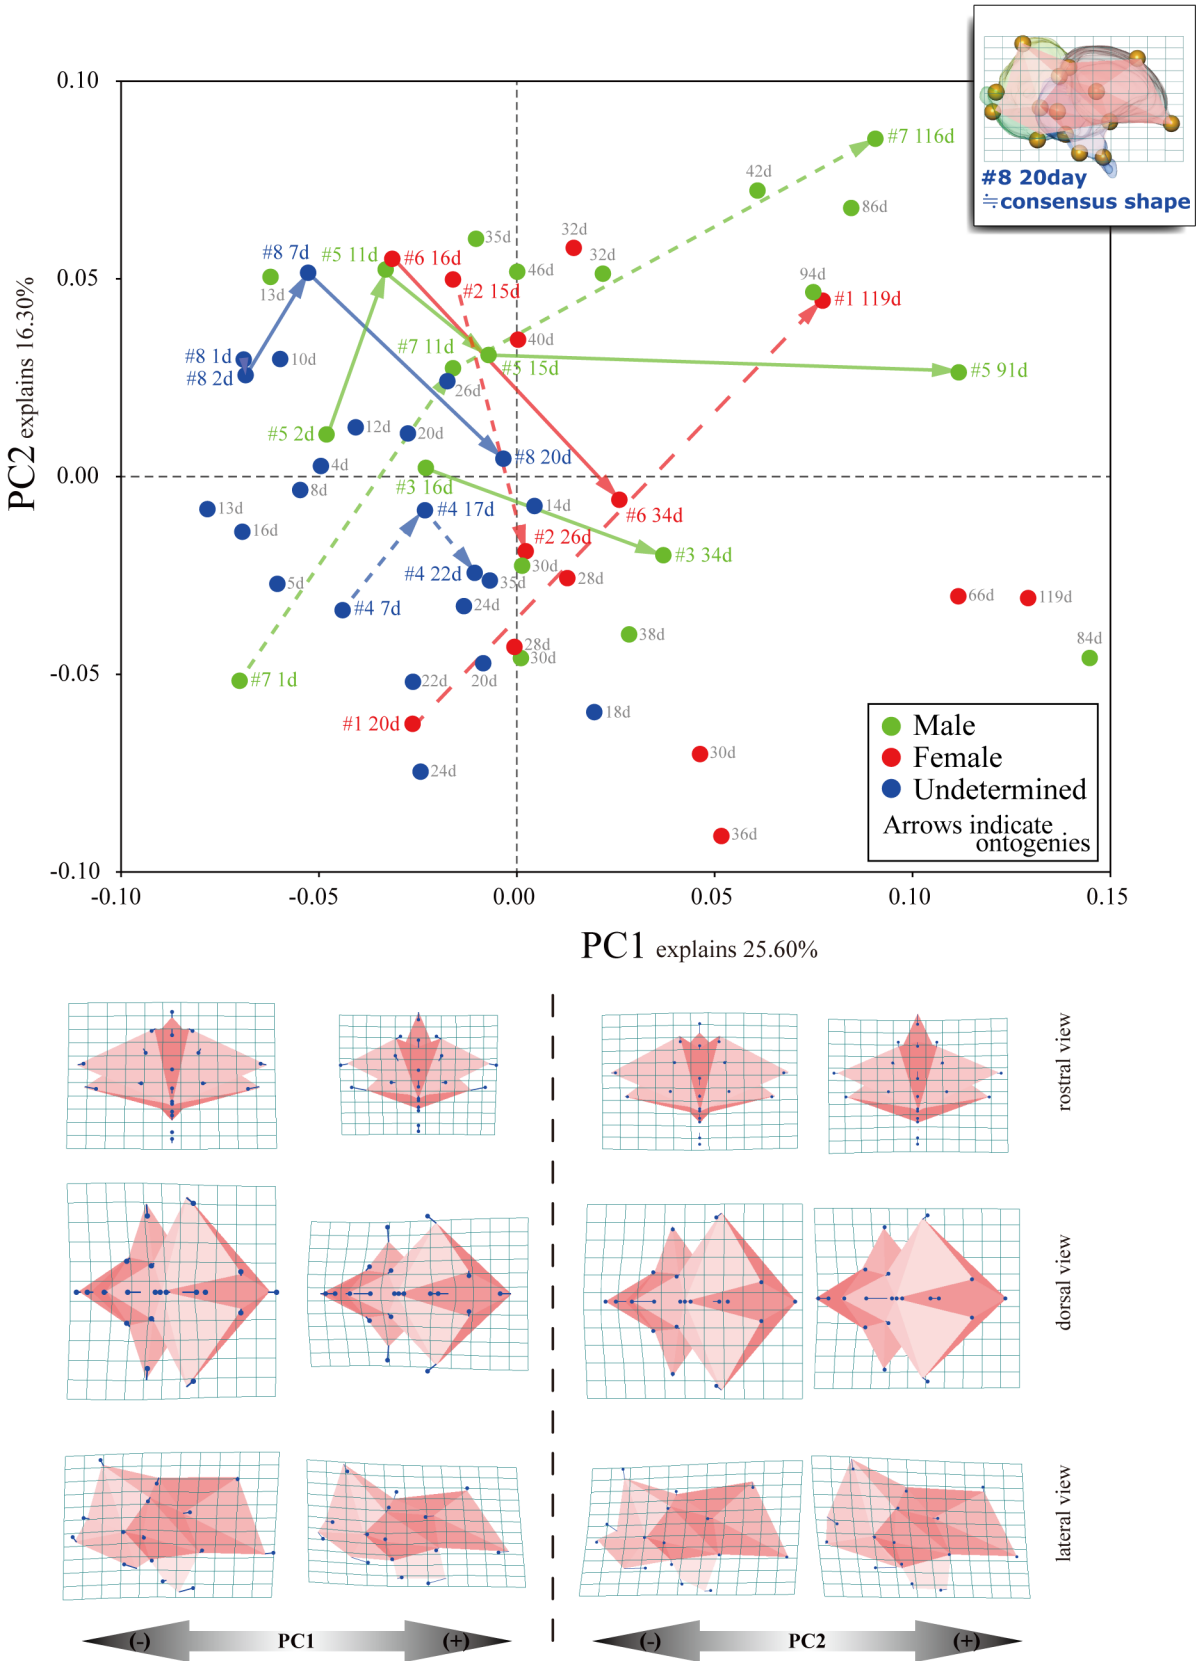 #8 20day
≒consensus shape
0.10
0.05
0.00
-0.05
-0.10
PC2 explains 16.30%
#7 116d
42d
86d
#8 7d
#5 11d
#6 16d
35d
32d
32d
46d
13d
#2 15d
94d
#1 119d
#8 1d
#8 2d
10d
#7 11d
40d
#5 15d
#5 91d
26d
#5 2d
12d
20d
4d
#8 20d
8d
#3 16d
13d
#4 17d
14d
#6 34d
16d
#2 26d
#3 34d
30d
5d
#4 22d
35d
28d
#4 7d
24d
66d
119d
38d
28d
30d
84d
#7 1d
22d
20d
#1 20d
18d
24d
30d
36d
Male
Female
Undetermined
Arrows indicate
ontogenies
-0.10
-0.05
0.00
0.05
0.10
0.15
PC1 explains 25.60%
rostral view
dorsal view
lateral view
(-) PC1 (+)
(-) PC2 (+)